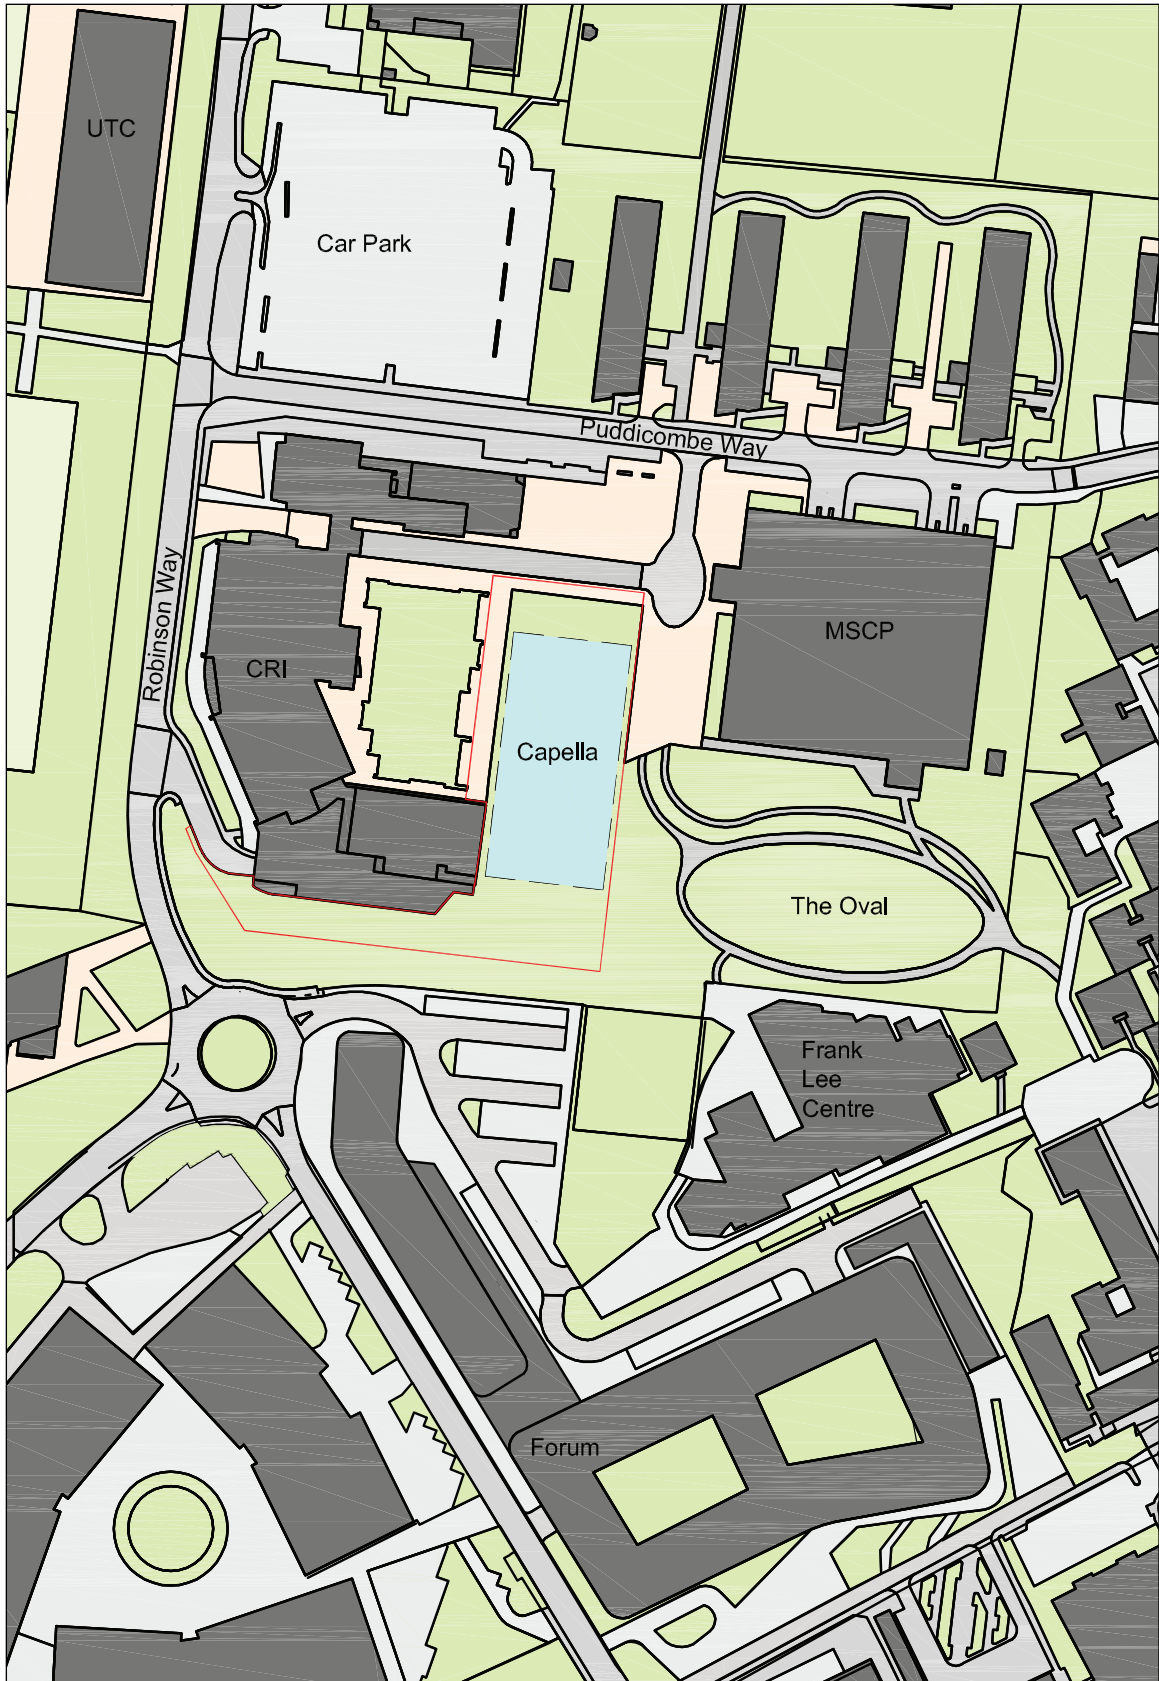 UTC
Car Park
Puddicombe Way
Robinson Way
MSCP
CRI
Capella
The Oval
Frank
Lee
Centre
Forum